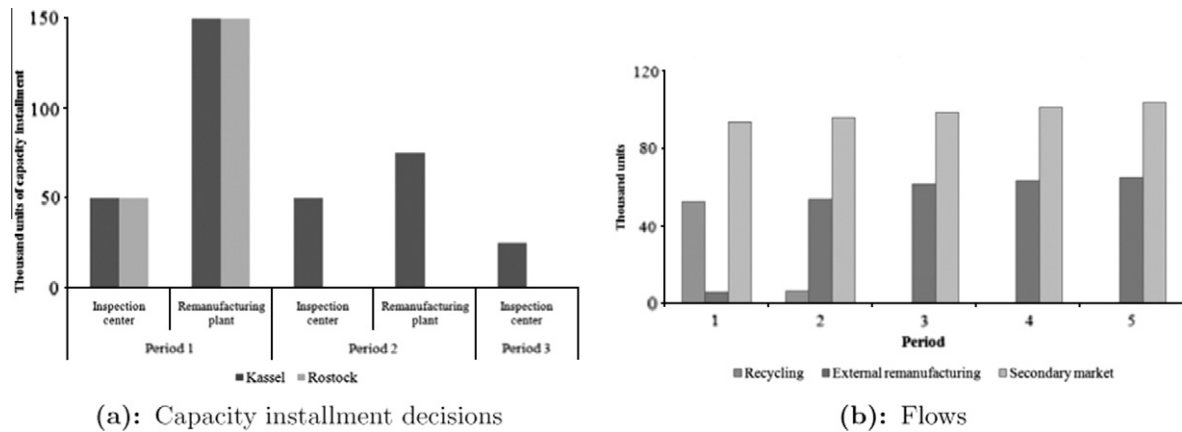 Thousand units of capacity installment
150
100
50
0
Inspection center
Remanufacturing plant
Inspection center
Remanufacturing plant
Inspection center
Period 1
Period 2
Period 3
Kassel
Rostock
(a): Capacity installment decisions
Thousand units
120
80
40
0
1
2
3
4
5
Period
Recycling
External remanufacturing
Secondary market
(b): Flows